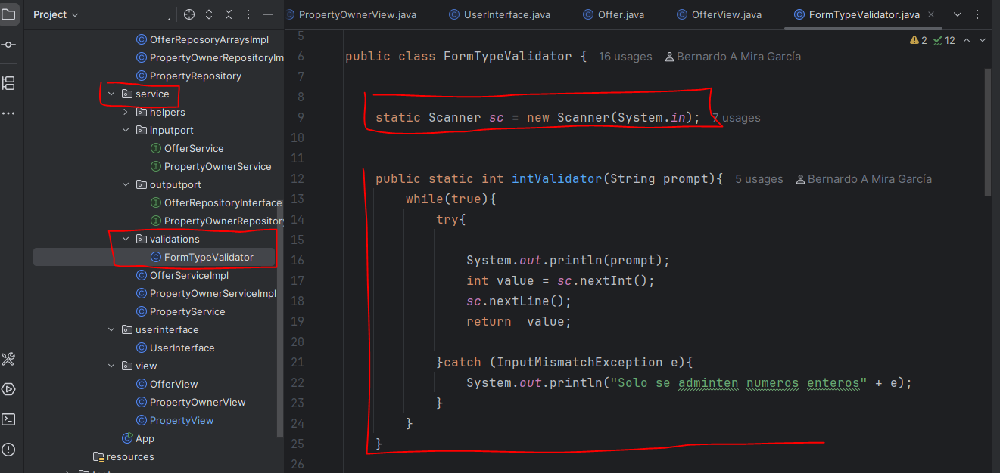 Project
OfferReposoryArraysImpl
PropertyOwnerRepositoryIm
PropertyRepository
service
helpers
inputport
OfferService
PropertyOwnerService
outputport
OfferRepositoryInterface
PropertyOwnerRepository
validations
FormTypeValidator
OfferServiceImpl
PropertyOwnerServiceImpl
PropertyService
userinterface
UserInterface
view
OfferView
PropertyOwnerView
PropertyView
App
resources
PropertyOwnerView.java UserInterface.java Offer.java OfferView.java FormTypeValidator.java
2 12
5
6 public class FormTypeValidator { 16 usages Bernardo A Mira García
7
8
9 static Scanner sc = new Scanner(System.in); 7 usages
10
11
12 public static int intValidator(String prompt){ 5 usages Bernardo A Mira García
13 while(true){
14 try{
15
16 System.out.println(prompt);
17 int value = sc.nextInt();
18 sc.nextLine();
19 return value;
20
21 }catch (InputMismatchException e){
22 System.out.println("Solo se adminten numeros enteros" + e);
23 }
24 }
25 }
26